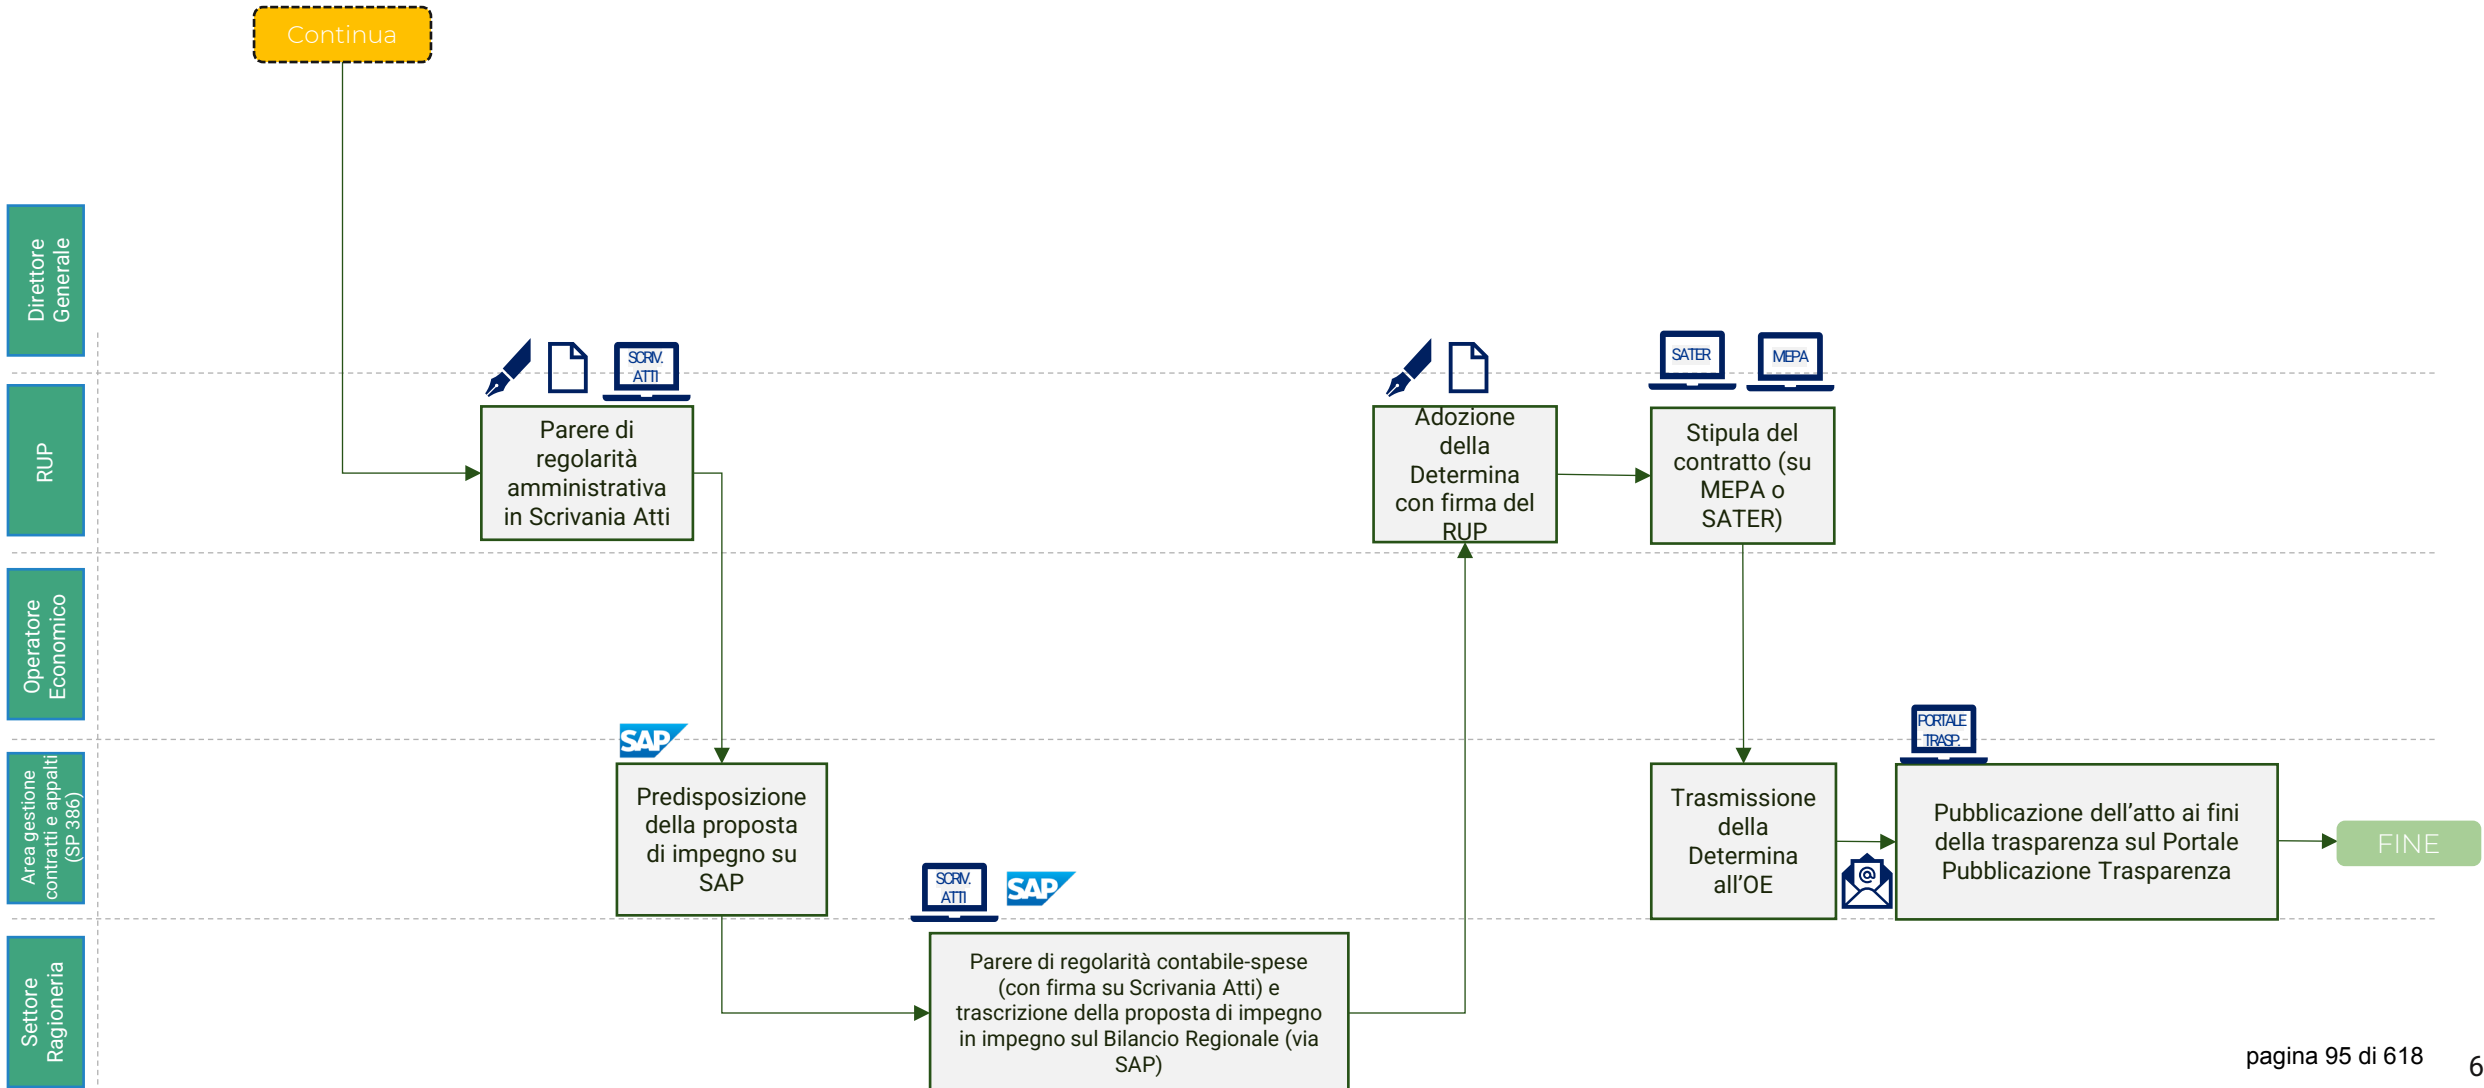 Continua
Direttore
Generale
RUP
Operatore
Economico
Area gestione
contratti e appalti
(SP 386)
Settore
Ragioneria
SCRIV.
ATTI
Parere di
regolarità
amministrativa
in Scrivania Atti
SAP
Predisposizione
della proposta
di impegno su
SAP
SCRIV.
ATTI
SAP
Parere di regolarità contabile-spese
(con firma su Scrivania Atti) e
trascrizione della proposta di impegno
in impegno sul Bilancio Regionale (via
SAP)
Adozione
della
Determina
con firma del
RUP
SATER
MEPA
Stipula del
contratto (su
MEPA o
SATER)
Trasmissione
della
Determina
all'OE
@
PORTALE
TRASP.
Pubblicazione dell'atto ai fini
della trasparenza sul Portale
Pubblicazione Trasparenza
FINE
pagina 95 di 618
6